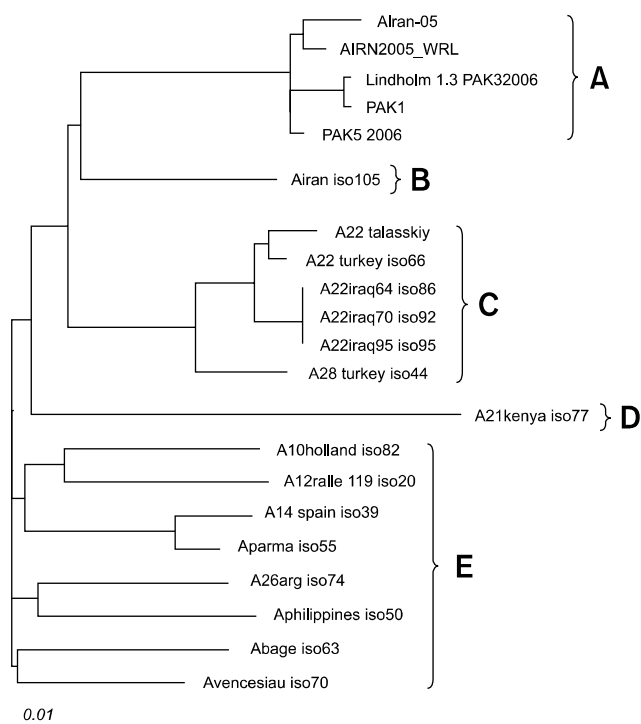 AIran-05
AIRN2005_WRL
Lindholm 1.3 PAK32006
PAK1
PAK5 2006
A
Airan iso105
B
A22 talasskiy
A22 turkey iso66
A22iraq64 iso86
A22iraq70 iso92
A22iraq95 iso95
A28 turkey iso44
C
A21kenya iso77
D
A10holland iso82
A12ralle 119 iso20
A14 spain iso39
Aparma iso55
A26arg iso74
Aphilippines iso50
Abage iso63
Avencesiau iso70
E
0.01